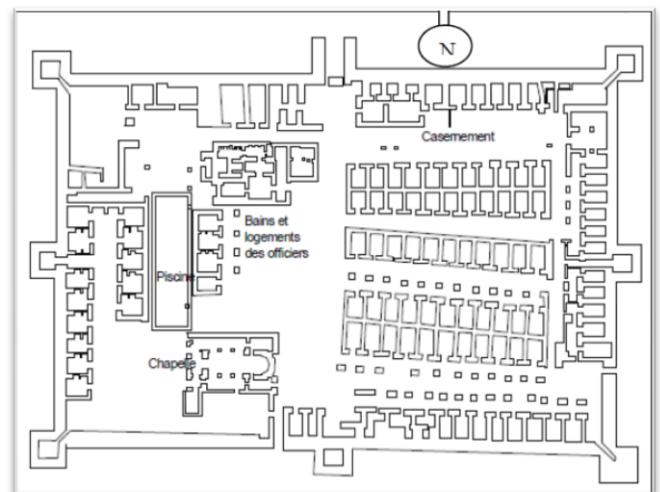 N
Casernement
Bains et
logements
des officiers
Piscine
Chapelle